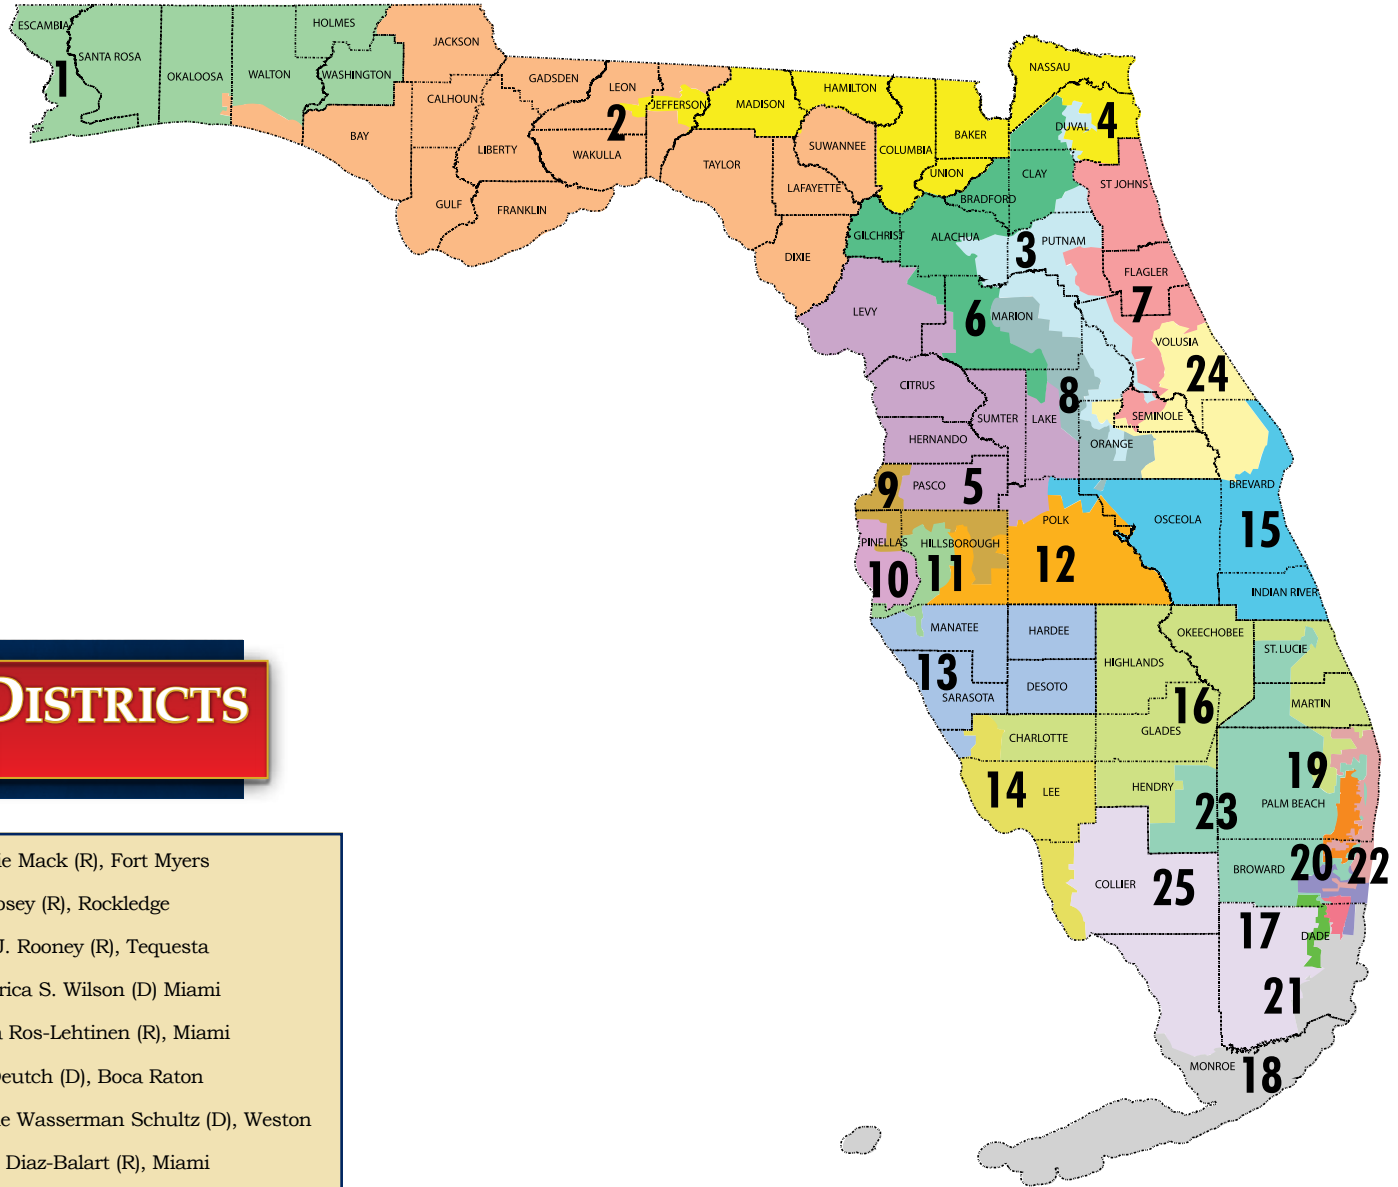 ESCAMBIA
SANTA ROSA
OKALOOSA
WALTON
HOLMES
WASHINGTON
1
JACKSON
CALHOUN
BAY
GULF
GADSDEN
LIBERTY
FRANKLIN
LEON
2
WAKULLA
JEFFERSON
MADISON
TAYLOR
HAMILTON
SUWANNEE
LAFAYETTE
DIXIE
COLUMBIA
BAKER
UNION
NASSAU
DUVAL
4
CLAY
BRADFORD
ST JOHNS
GILCHRIST
ALACHUA
3
PUTNAM
FLAGLER
7
LEVY
6
MARION
VOLUSIA
24
CITRUS
8
SUMTER
LAKE
SEMINOLE
HERNANDO
ORANGE
9
PASCO
5
BREVARD
15
POLK
OSCEOLA
PINELLAS
HILLSBOROUGH
10
11
12
INDIAN RIVER
MANATEE
HARDEE
OKEECHOBEE
ST. LUCIE
HIGHLANDS
13
SARASOTA
DESOTO
16
MARTIN
CHARLOTTE
GLADES
19
14
LEE
HENDRY
23
PALM BEACH
BROWARD
20
22
COLLIER
25
17
DADE
21
MONROE
18
DISTRICTS
ie Mack (R), Fort Myers
osey (R), Rockledge
J. Rooney (R), Tequesta
rica S. Wilson (D) Miami
Ros-Lehtinen (R), Miami
Deutch (D), Boca Raton
ie Wasserman Schultz (D), Weston
Diaz-Balart (R), Miami